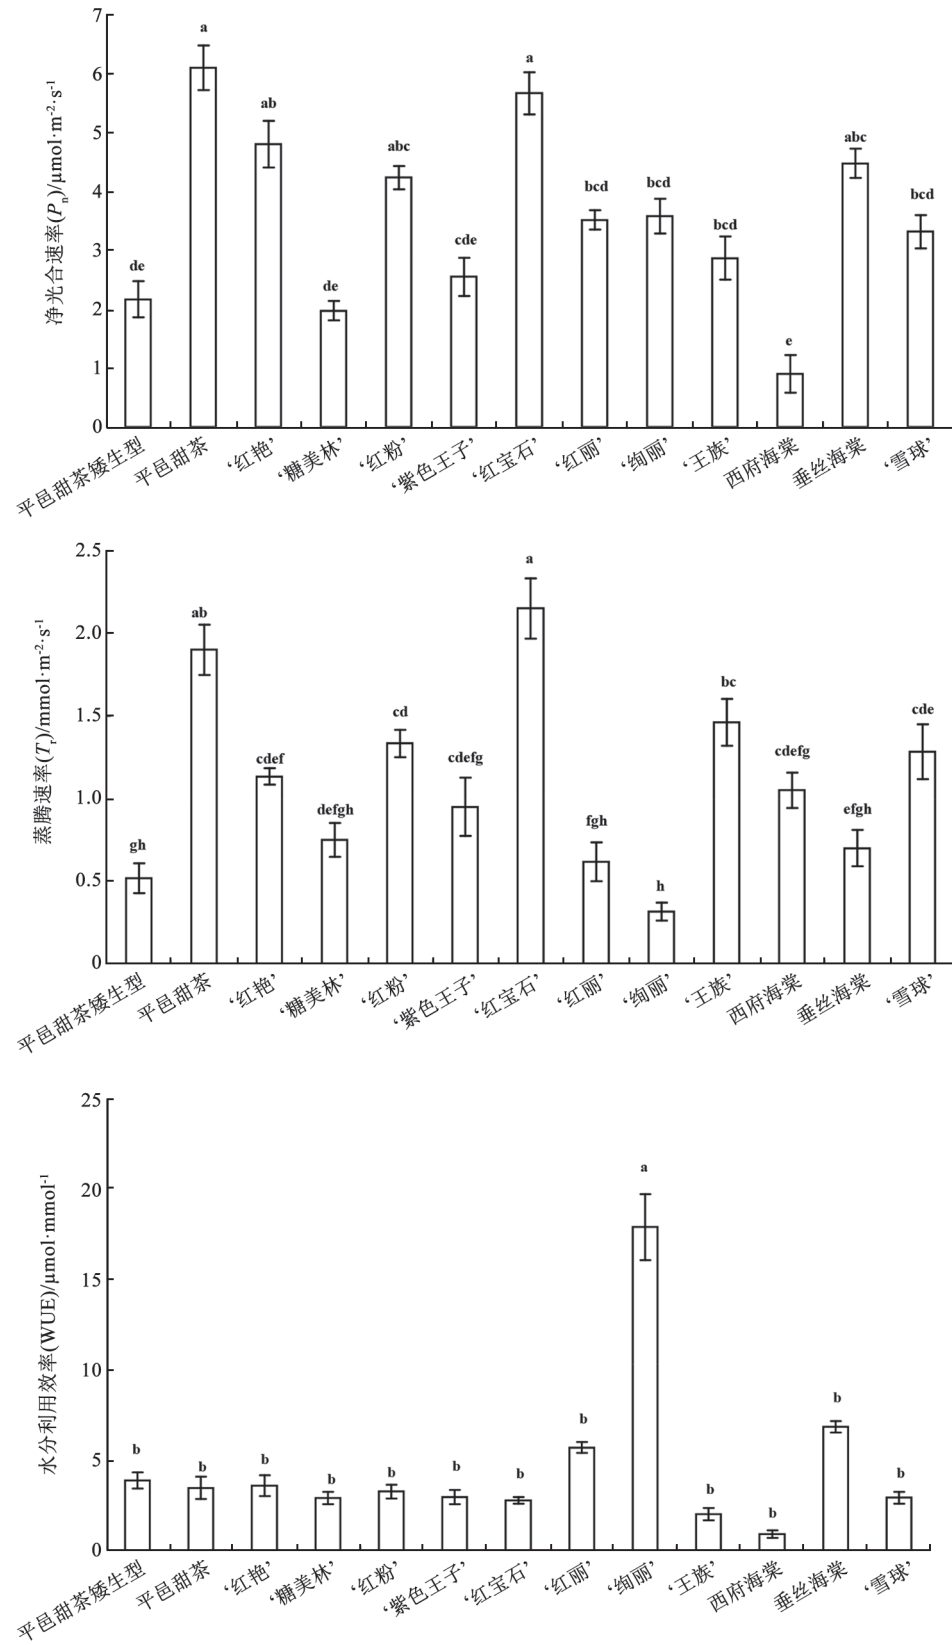 净光合速率(Pn)/μmol·m-2·s-1
7
6
5
4
3
2
1
0
de
a
ab
de
abc
cde
a
bcd
bcd
bcd
e
abc
bcd
平邑甜茶矮生型
平邑甜茶
‘红艳’
‘糖美林’
‘红粉’
‘紫色王子’
‘红宝石’
‘红丽’
‘绚丽’
‘王族’
西府海棠
垂丝海棠
‘雪球’
蒸腾速率(Tr)/mmol·m-2·s-1
2.5
2.0
1.5
1.0
0.5
0
gh
ab
cdef
defgh
cd
cdefg
a
fgh
h
bc
cdefg
efgh
cde
平邑甜茶矮生型
平邑甜茶
‘红艳’
‘糖美林’
‘红粉’
‘紫色王子’
‘红宝石’
‘红丽’
‘绚丽’
‘王族’
西府海棠
垂丝海棠
‘雪球’
水分利用效率(WUE)/μmol·mmol-1
25
20
15
10
5
0
b
b
b
b
b
b
b
b
a
b
b
b
b
平邑甜茶矮生型
平邑甜茶
‘红艳’
‘糖美林’
‘红粉’
‘紫色王子’
‘红宝石’
‘红丽’
‘绚丽’
‘王族’
西府海棠
垂丝海棠
‘雪球’